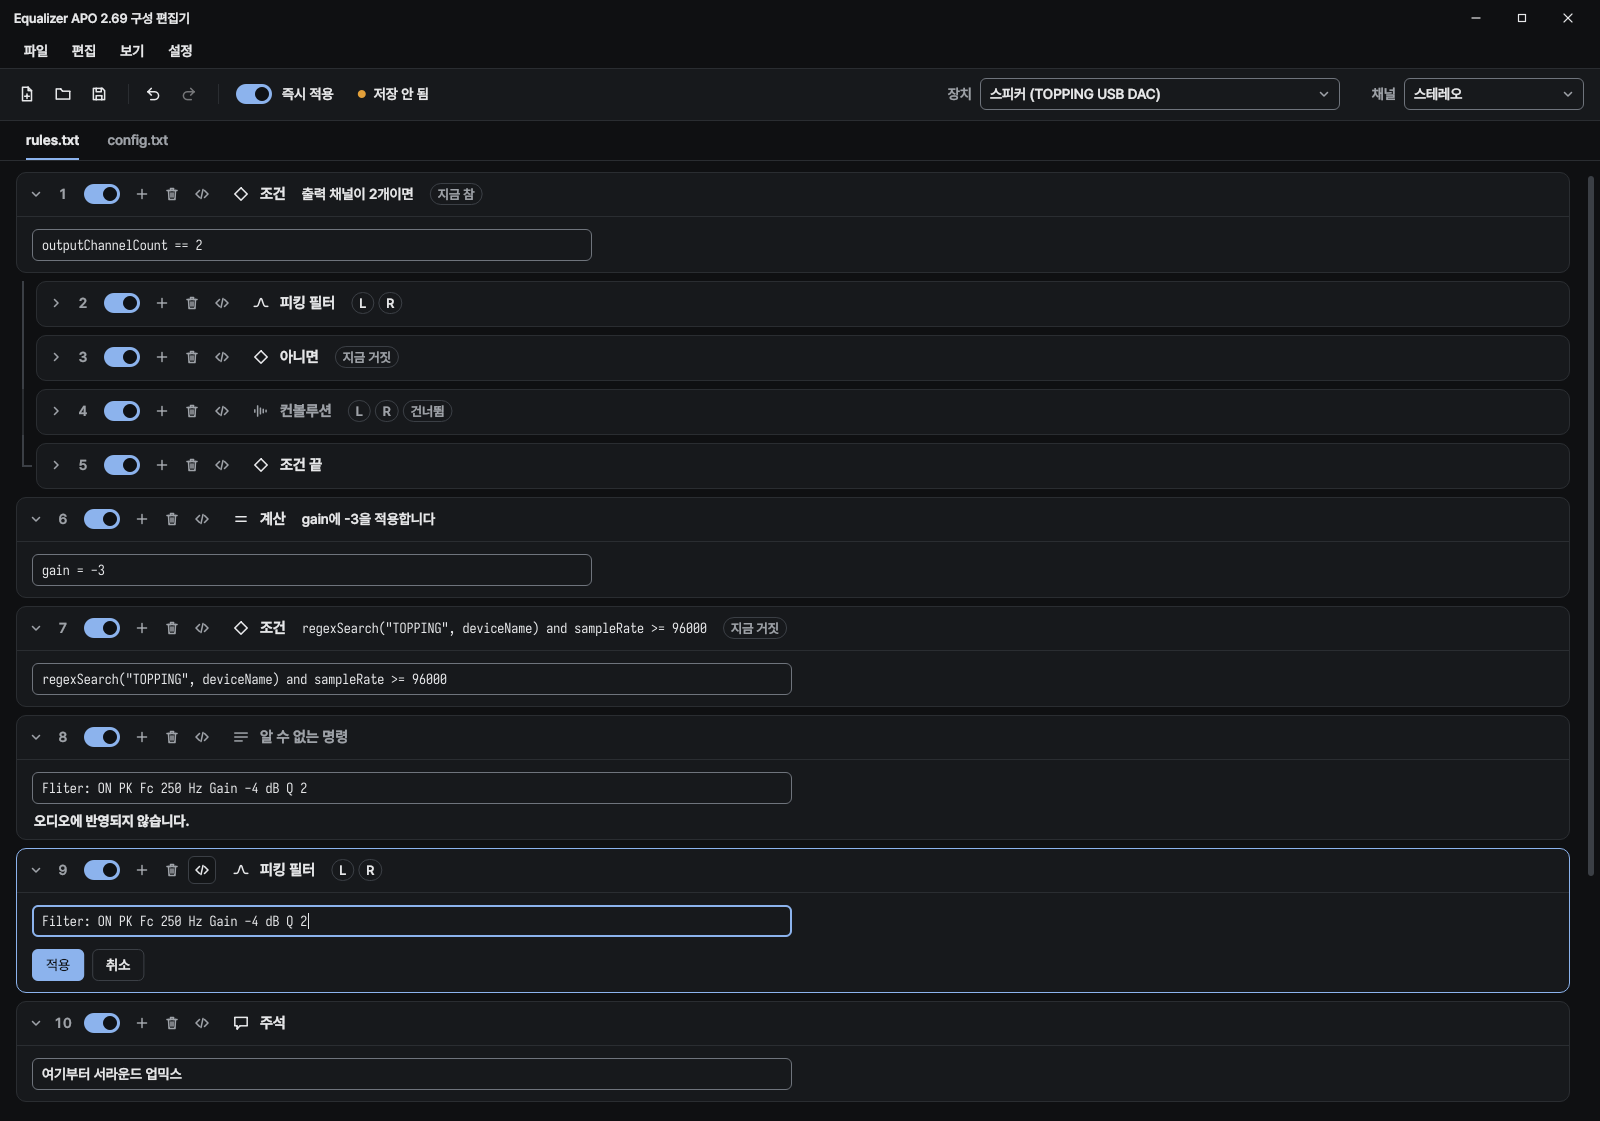 Equalizer APO 2.69 구성 편집기
파일 편집 보기 설정
즉시 적용 저장 안 됨 장치 스피커 (TOPPING USB DAC) 채널 스테레오
rules.txt config.txt
1 조건 출력 채널이 2개이면 지금 참
outputChannelCount == 2
2 피킹 필터 L R
3 아니면 지금 거짓
4 컨볼루션 L R 건너뜀
5 조건 끝
6 계산 gain에 -3을 적용합니다
gain = -3
7 조건 regexSearch("TOPPING", deviceName) and sampleRate >= 96000 지금 거짓
regexSearch("TOPPING", deviceName) and sampleRate >= 96000
8 알 수 없는 명령
Fliter: ON PK Fc 250 Hz Gain -4 dB Q 2
오디오에 반영되지 않습니다.
9 피킹 필터 L R
Filter: ON PK Fc 250 Hz Gain -4 dB Q 2
적용 취소
10 주석
여기부터 서라운드 업믹스